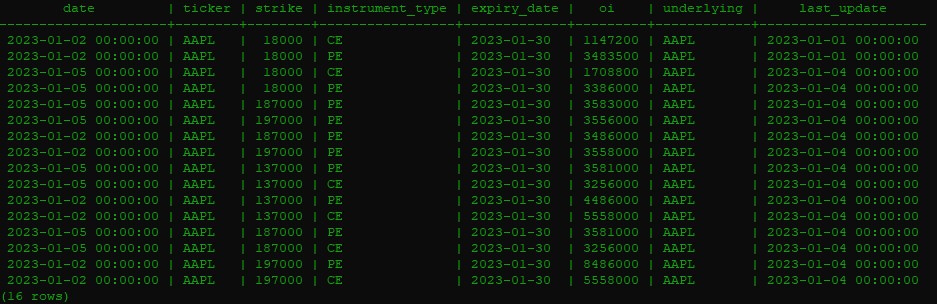 date | ticker | strike | instrument_type | expiry_date | oi | underlying | last_update
---------------------+--------+--------+-----------------+-------------+---------+------------+---------------------
2023-01-02 00:00:00 | AAPL | 18000 | CE | 2023-01-30 | 1147200 | AAPL | 2023-01-01 00:00:00
2023-01-02 00:00:00 | AAPL | 18000 | PE | 2023-01-30 | 3483500 | AAPL | 2023-01-01 00:00:00
2023-01-05 00:00:00 | AAPL | 18000 | CE | 2023-01-30 | 1708800 | AAPL | 2023-01-04 00:00:00
2023-01-05 00:00:00 | AAPL | 18000 | PE | 2023-01-30 | 3386000 | AAPL | 2023-01-04 00:00:00
2023-01-05 00:00:00 | AAPL | 187000 | PE | 2023-01-30 | 3583000 | AAPL | 2023-01-04 00:00:00
2023-01-05 00:00:00 | AAPL | 197000 | PE | 2023-01-30 | 3556000 | AAPL | 2023-01-04 00:00:00
2023-01-02 00:00:00 | AAPL | 187000 | PE | 2023-01-30 | 3486000 | AAPL | 2023-01-04 00:00:00
2023-01-02 00:00:00 | AAPL | 197000 | PE | 2023-01-30 | 3558000 | AAPL | 2023-01-04 00:00:00
2023-01-05 00:00:00 | AAPL | 137000 | PE | 2023-01-30 | 3581000 | AAPL | 2023-01-04 00:00:00
2023-01-05 00:00:00 | AAPL | 137000 | CE | 2023-01-30 | 3256000 | AAPL | 2023-01-04 00:00:00
2023-01-02 00:00:00 | AAPL | 137000 | PE | 2023-01-30 | 4486000 | AAPL | 2023-01-04 00:00:00
2023-01-02 00:00:00 | AAPL | 137000 | CE | 2023-01-30 | 5558000 | AAPL | 2023-01-04 00:00:00
2023-01-05 00:00:00 | AAPL | 187000 | PE | 2023-01-30 | 3581000 | AAPL | 2023-01-04 00:00:00
2023-01-05 00:00:00 | AAPL | 187000 | CE | 2023-01-30 | 3256000 | AAPL | 2023-01-04 00:00:00
2023-01-02 00:00:00 | AAPL | 197000 | PE | 2023-01-30 | 8486000 | AAPL | 2023-01-04 00:00:00
2023-01-02 00:00:00 | AAPL | 197000 | CE | 2023-01-30 | 5558000 | AAPL | 2023-01-04 00:00:00
(16 rows)